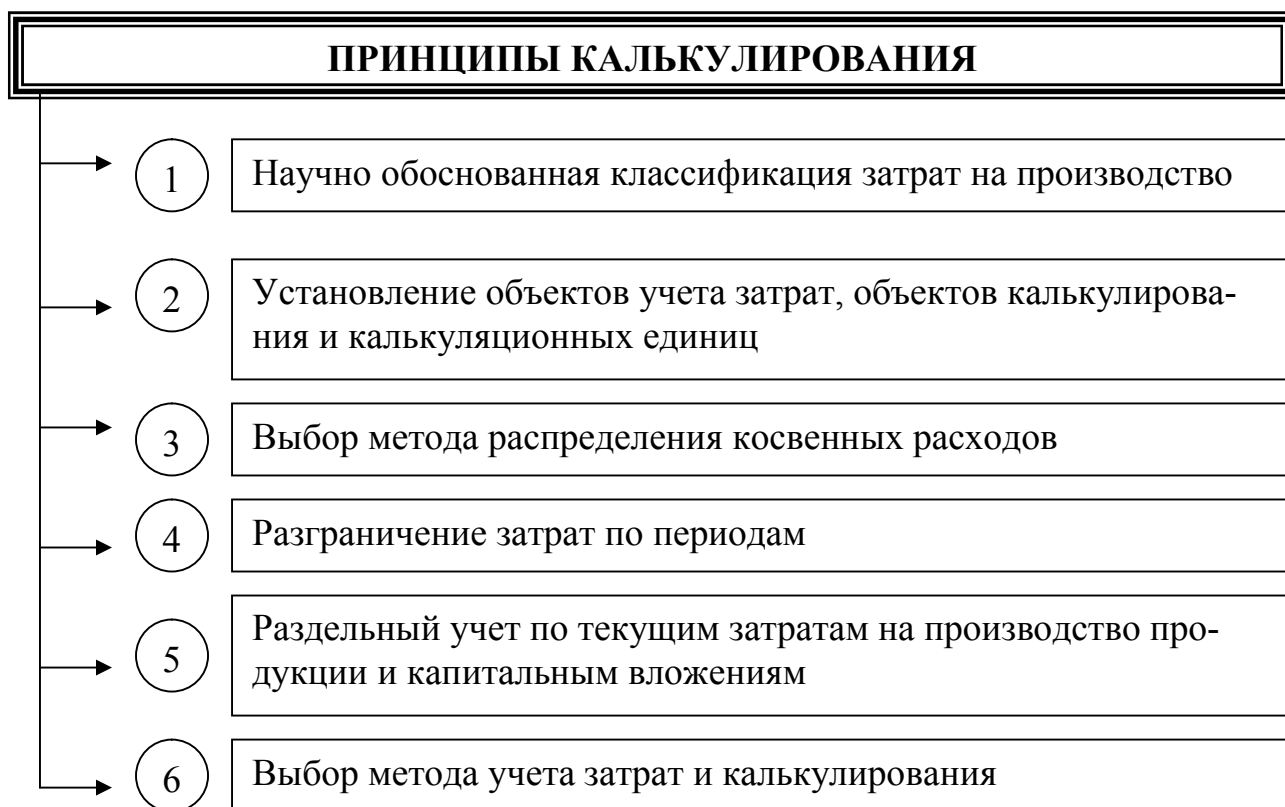 ПРИНЦИПЫ КАЛЬКУЛИРОВАНИЯ
1 Научно обоснованная классификация затрат на производство
2 Установление объектов учета затрат, объектов калькулирова-
ния и калькуляционных единиц
3 Выбор метода распределения косвенных расходов
4 Разграничение затрат по периодам
5 Раздельный учет по текущим затратам на производство про-
дукции и капитальным вложениям
6 Выбор метода учета затрат и калькулирования